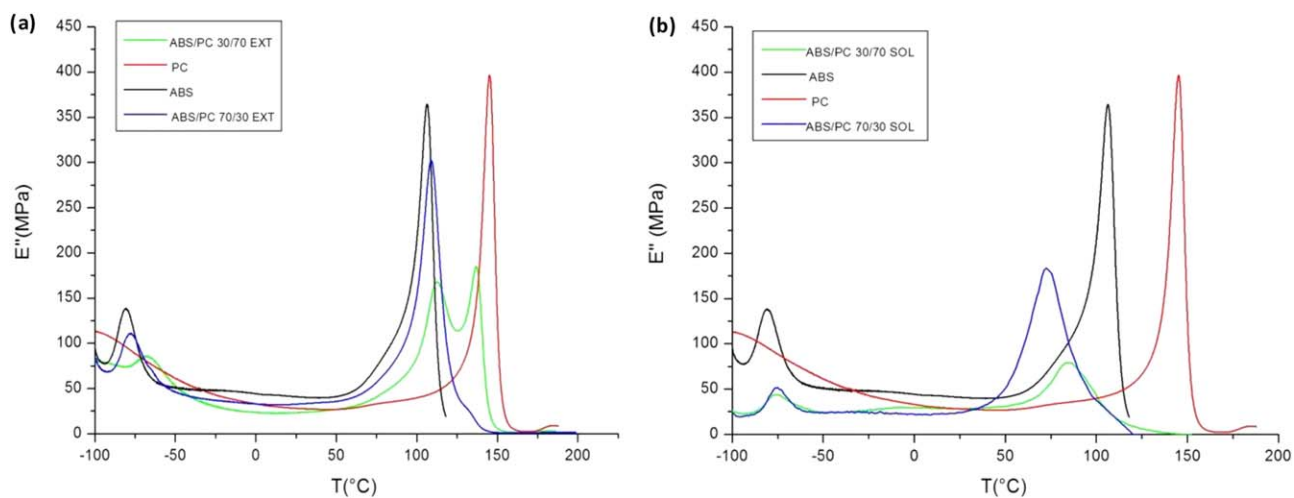 (a)
450
400
350
300
250
200
150
100
50
0
E"(MPa)
ABS/PC 30/70 EXT
PC
ABS
ABS/PC 70/30 EXT
-100 -50 0 50 100 150 200
T(°C)
(b)
450
400
350
300
250
200
150
100
50
0
E" (MPa)
ABS/PC 30/70 SOL
ABS
PC
ABS/PC 70/30 SOL
-100 -50 0 50 100 150 200
T(°C)